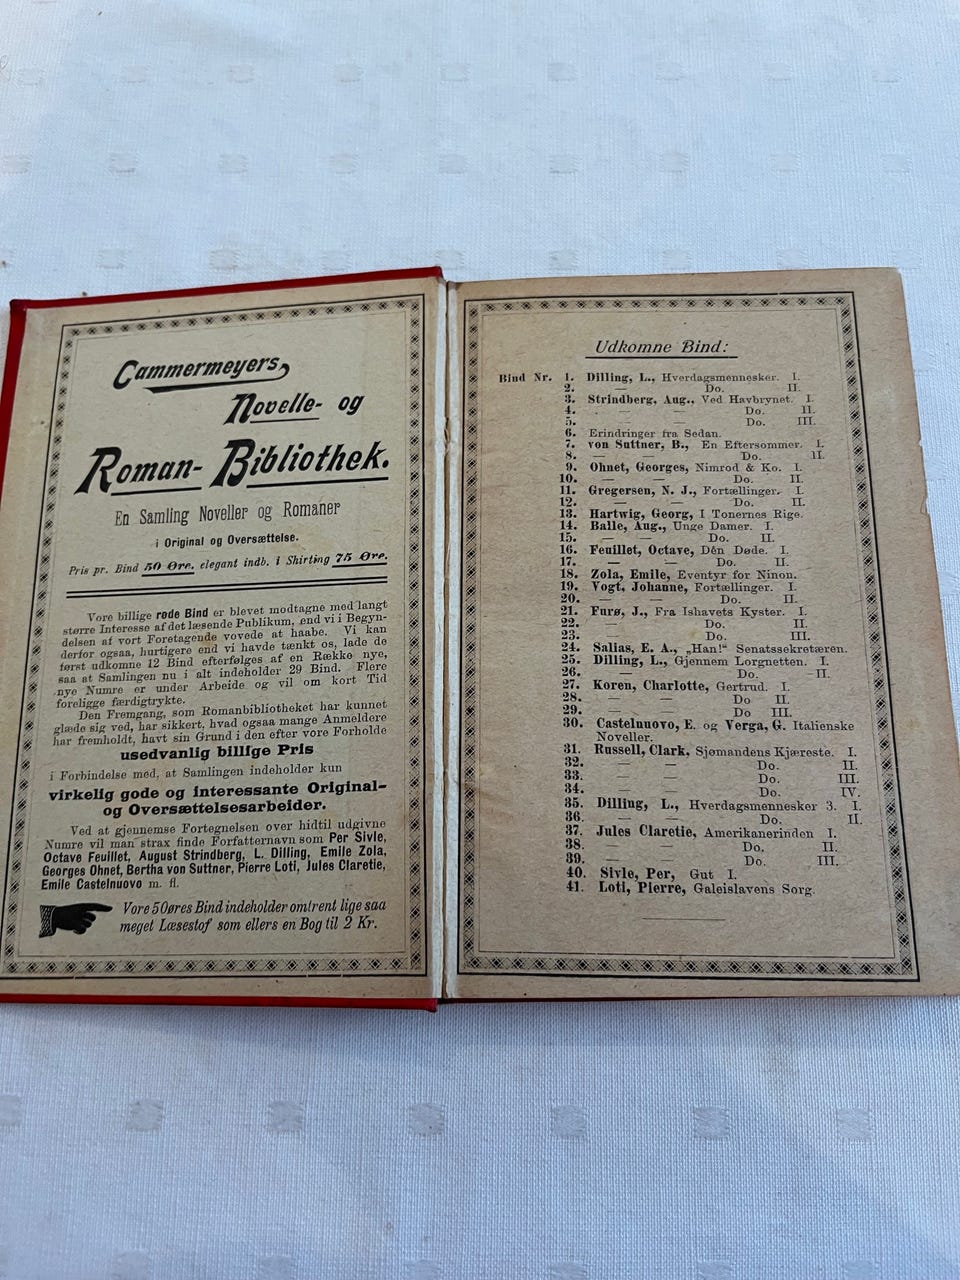 Cammermeyers
Novelle- og
Roman- Bibliothek.
En Samling Noveller og Romaner
i Original og Oversættelse.
Pris pr. Bind 50 Øre, elegant indb. i Shirting 75 Øre.
Vore billige røde Bind er blevet modtagne med langt
større Interesse af det læsende Publikum, end vi i Begyn-
delsen af vort Foretagende vovede at haabe. Vi kan
derfor ogsaa, hurtigere end vi havde tænkt os, lade de
først udkomne 12 Bind efterfølges af en Række nye,
saa at Samlingen nu i alt indeholder 29 Bind. Flere
nye Numre er under Arbeide og vil om kort Tid
foreligge færdigtrykte.
Den Fremgang, som Romanbibliotheket har kunnet
glæde sig ved, har sikkert, hvad ogsaa mange Anmeldere
har fremholdt, havt sin Grund i den efter vore Forholde
usedvanlig billige Pris
i Forbindelse med, at Samlingen indeholder kun
virkelig gode og interessante Original-
og Oversættelsesarbeider.
Ved at gjennemse Fortegnelsen over hidtil udgivne
Numre vil man strax finde Forfatternavn som Per Sivle,
Octave Feuillet, August Strindberg, L. Dilling, Emile Zola,
Georges Ohnet, Bertha von Suttner, Pierre Loti, Jules Claretie,
Emile Castelnuovo m. fl.
Vore 50øres Bind indeholder omtrent lige saa
meget Læsestof som ellers en Bog til 2 Kr.
Udkomne Bind:
Bind Nr. 1. Dilling, L., Hverdagsmennesker. I.
2. — Do. II.
3. Strindberg, Aug., Ved Havbrynet. I.
4. — — Do. II.
5. — — Do. III.
6. Erindringer fra Sedan.
7. von Suttner, B., En Eftersommer. I.
8. — — Do. II.
9. Ohnet, Georges, Nimrod & Ko. I.
10. — — Do. II.
11. Gregersen, N. J., Fortællinger. I.
12. — — Do. II.
13. Hartwig, Georg, I Tonernes Rige.
14. Balle, Aug., Unge Damer. I.
15. — — Do. II.
16. Feuillet, Octave, Den Døde. I.
17. — — Do. II.
18. Zola, Emile, Eventyr for Ninon.
19. Vogt, Johanne, Fortællinger. I.
20. — — Do. II.
21. Furø, J., Fra Ishavets Kyster. I.
22. — — Do. II.
23. — — Do. III.
24. Salias, E. A., „Han!“ Senatssekretæren.
25. Dilling, L., Gjennem Lorgnetten. I.
26. — Do. II.
27. Koren, Charlotte, Gertrud. I.
28. — — Do II.
29. — — Do III.
30. Castelnuovo, E. og Verga, G. Italienske
Noveller.
31. Russell, Clark, Sjømandens Kjæreste. I.
32. — — Do. II.
33. — — Do. III.
34. — — Do. IV.
35. Dilling, L., Hverdagsmennesker 3. I.
36. — — Do. II.
37. Jules Claretie, Amerikanerinden I.
38. — — Do. II.
39. — — Do. III.
40. Sivle, Per, Gut I.
41. Loti, Pierre, Galeislavens Sorg.